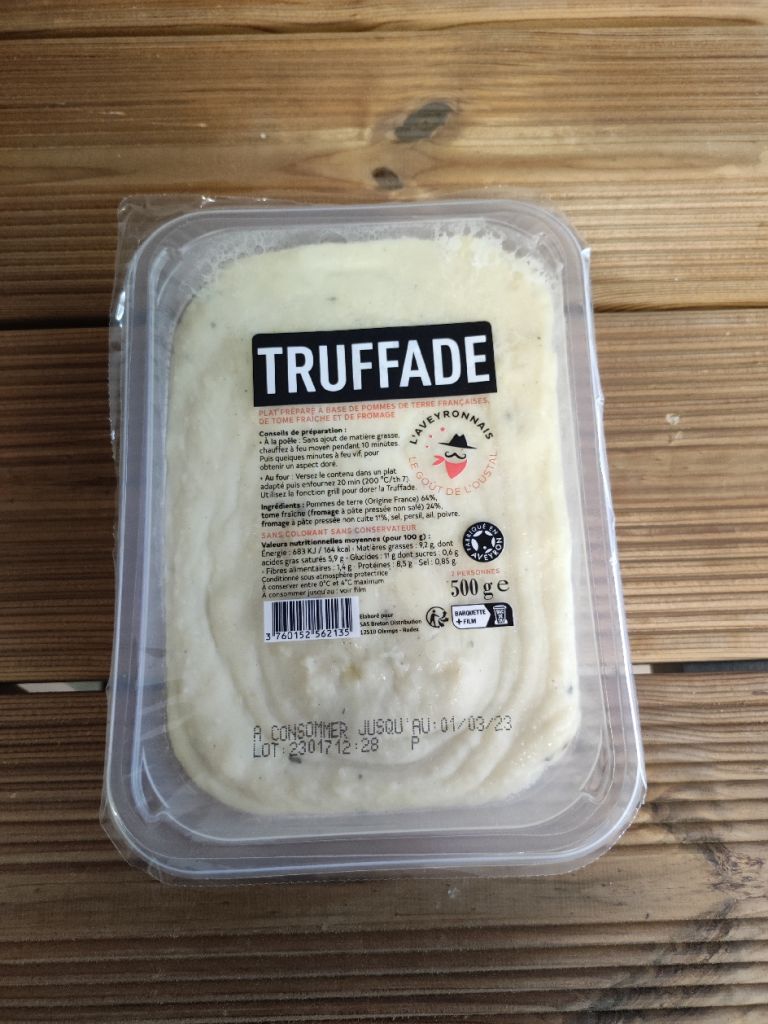 TRUFFADE
PLAT PRÉPARÉ À BASE DE POMMES DE TERRE FRANÇAISES,
DE TOME FRAÎCHE ET DE FROMAGE
Conseils de préparation :
• À la poêle : Sans ajout de matière grasse,
chauffez à feu moyen pendant 10 minutes.
Puis quelques minutes à feu vif, pour
obtenir un aspect doré.
• Au four : Versez le contenu dans un plat
adapté puis enfournez 20 min (200 °C/th 7).
Utilisez la fonction grill pour dorer la Truffade.
L'AVEYRONNAIS
LE GOÛT DE L'OUSTAL
Ingrédients : Pommes de terre (Origine France) 64%,
tome fraîche (fromage à pâte pressée non salé) 24%,
fromage à pâte pressée non cuite 11%, sel, persil, ail, poivre.
SANS COLORANT SANS CONSERVATEUR
Valeurs nutritionnelles moyennes (pour 100 g) :
Énergie : 683 KJ / 164 kcal - Matières grasses : 9,2 g, dont
acides gras saturés 5,9 g - Glucides : 11 g dont sucres : 0,6 g
- Fibres alimentaires : 1,4 g Protéines : 8,5 g Sel : 0,85 g
Conditionné sous atmosphère protectrice
A conserver entre 0°C et 4°C maximum
A consommer jusqu'au : voir film
FABRIQUÉ EN
AVEYRON
2 PERSONNES
500 g e
3 760152 562135
Elaboré pour
SAS Breton Distribution
12510 Olemps - Rodez
FR
BARQUETTE
+ FILM
A CONSOMMER JUSQU'AU:01/03/23
LOT:2301712:28 P